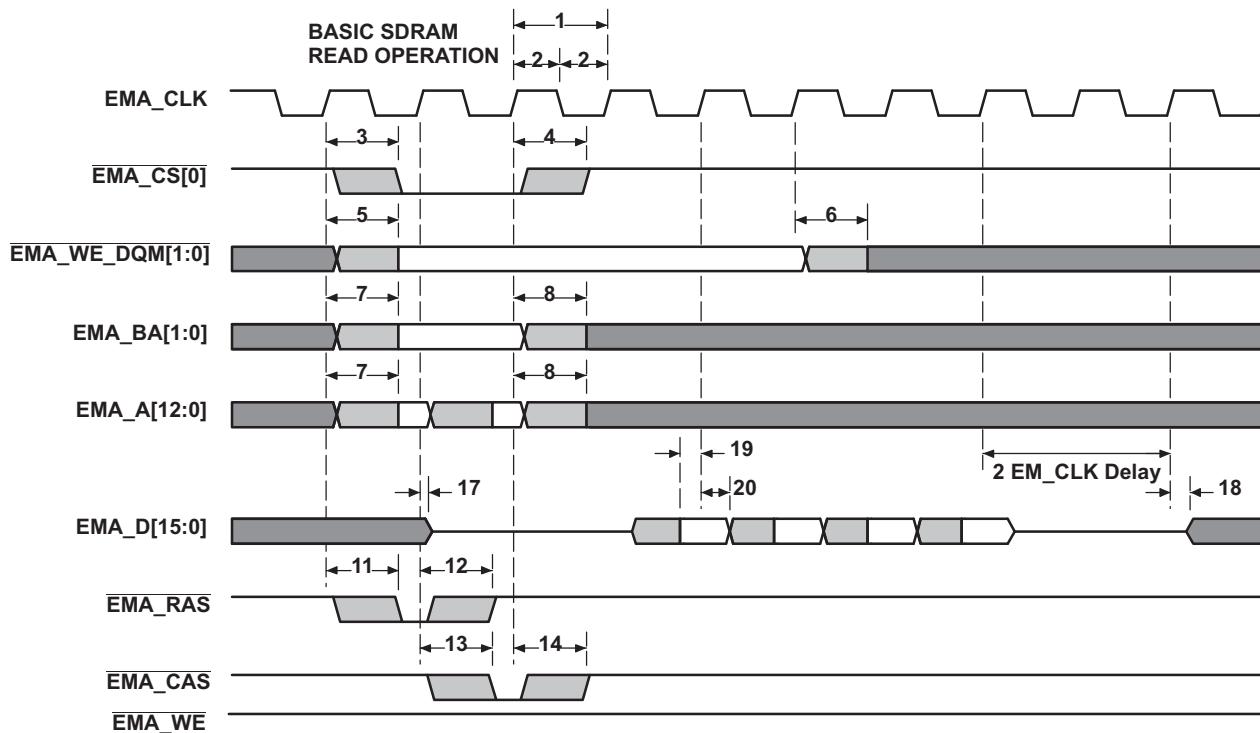 BASIC SDRAM
READ OPERATION
1
2 2
EMA_CLK
3 4
EMA_CS[0]
5 6
EMA_WE_DQM[1:0]
7 8
EMA_BA[1:0]
7 8
EMA_A[12:0]
19
2 EM_CLK Delay
17 20 18
EMA_D[15:0]
11 12
EMA_RAS
13 14
EMA_CAS
EMA_WE